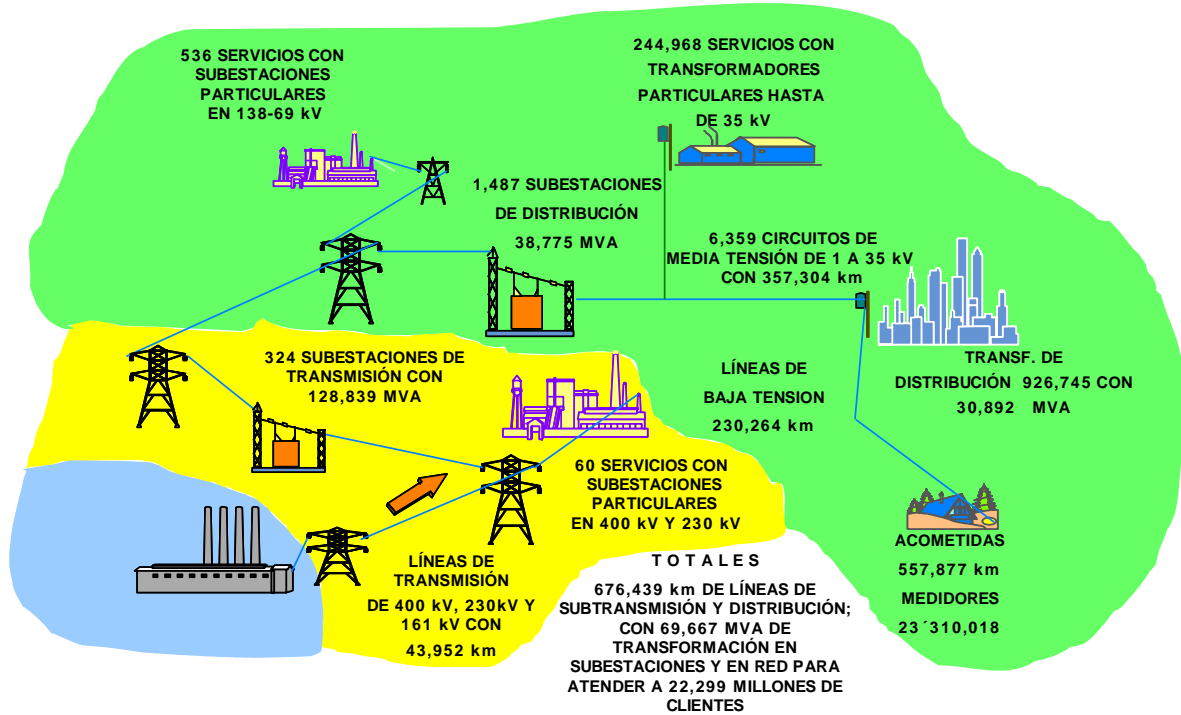 536 SERVICIOS CON
SUBESTACIONES
PARTICULARES
EN 138-69 kV
244,968 SERVICIOS CON
TRANSFORMADORES
PARTICULARES HASTA
DE 35 kV
1,487 SUBESTACIONES
DE DISTRIBUCIÓN
38,775 MVA
6,359 CIRCUITOS DE
MEDIA TENSIÓN DE 1 A 35 kV
CON 357,304 km
324 SUBESTACIONES DE
TRANSMISIÓN CON
128,839 MVA
LÍNEAS DE
BAJA TENSION
230,264 km
TRANSF. DE
DISTRIBUCIÓN 926,745 CON
30,892 MVA
60 SERVICIOS CON
SUBESTACIONES
PARTICULARES
EN 400 kV Y 230 kV
LÍNEAS DE
TRANSMISIÓN
DE 400 kV, 230kV Y
161 kV CON
43,952 km
T O T A L E S
676,439 km DE LÍNEAS DE
SUBTRANSMISIÓN Y DISTRIBUCIÓN;
CON 69,667 MVA DE
TRANSFORMACIÓN EN
SUBESTACIONES Y EN RED PARA
ATENDER A 22,299 MILLONES DE
CLIENTES
ACOMETIDAS
557,877 km
MEDIDORES
23´310,018